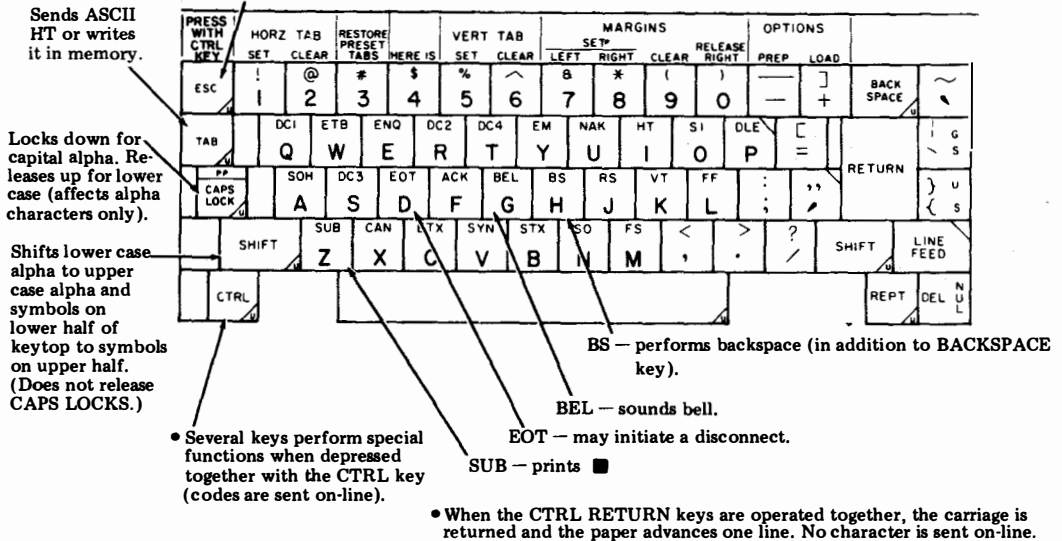 Sends ASCII
HT or writes
it in memory.
PRESS WITH CTRL KEY
HORZ TAB
SET CLEAR
RESTORE PRESET TABS
HERE IS
VERT TAB
SET CLEAR
MARGINS
SET
LEFT RIGHT CLEAR RELEASE RIGHT
OPTIONS
PREP LOAD
ESC ! 1 @ 2 # 3 $ 4 % 5 ^ 6 & 7 * 8 ( 9 ) 0 — — ] + BACK SPACE ~ U U
TAB DC1 Q ETB W ENQ E DC2 R DC4 T EM Y NAK U HT I SI O DLE P [ = RETURN | G \ S U
Locks down for
capital alpha. Re-
leases up for lower
case (affects alpha
characters only).
PP CAPS LOCK SOH A DC3 S EOT D ACK F BEL G BS H RS J VT K FF L : ; ,, } U { S U
SHIFT SUB Z CAN X ETX C SYN V STX B SO N FS M < , > . ? / SHIFT LINE FEED U U
Shifts lower case
alpha to upper
case alpha and
symbols on
lower half of
keytop to symbols
on upper half.
(Does not release
CAPS LOCKS.)
CTRL REPT DEL NUL U U U
BS — performs backspace (in addition to BACKSPACE
key).
BEL — sounds bell.
EOT — may initiate a disconnect.
SUB — prints ■
• Several keys perform special
functions when depressed
together with the CTRL key
(codes are sent on-line).
• When the CTRL RETURN keys are operated together, the carriage is
returned and the paper advances one line. No character is sent on-line.